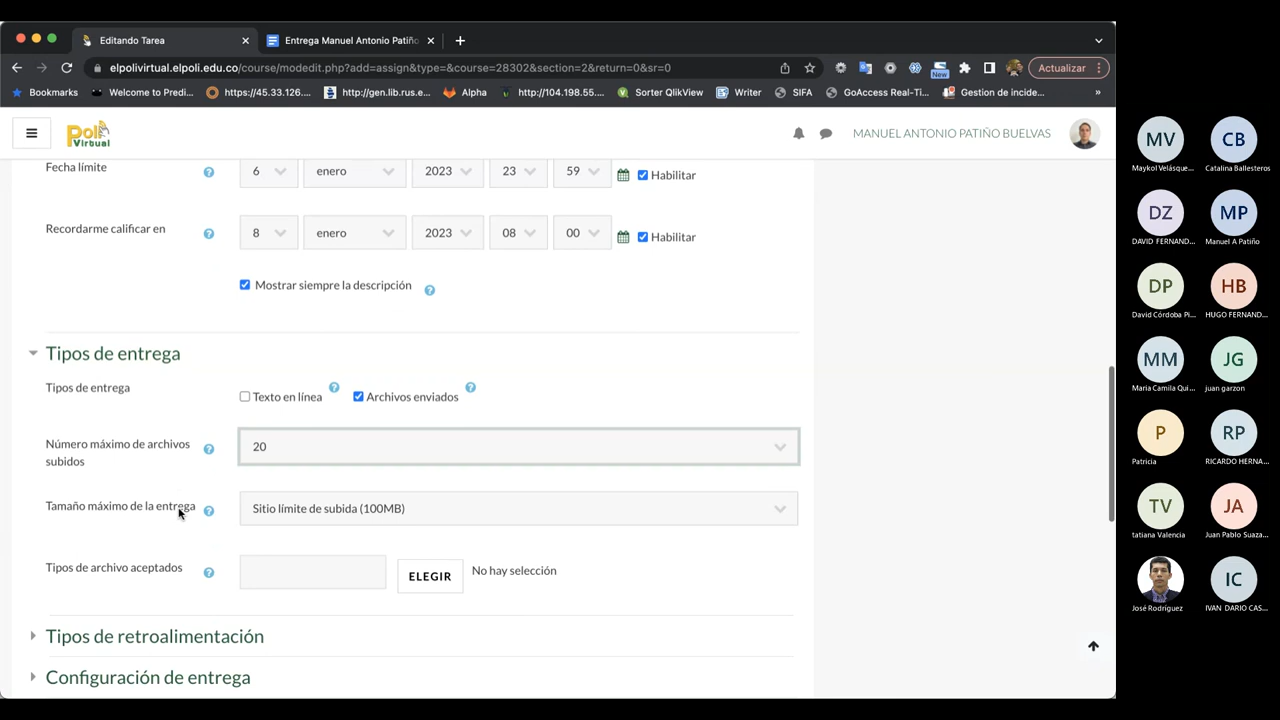 Editando Tarea
Entrega Manuel Antonio Patiño
elpolivirtual.elpoli.edu.co/course/modedit.php?add=assign&type=&course=28302&section=2&return=0&sr=0
New
Actualizar
Bookmarks
Welcome to Predi...
https://45.33.126....
http://gen.lib.rus.e...
Alpha
http://104.198.55....
Sorter QlikView
Writer
SIFA
GoAccess Real-Ti...
Gestion de incide...
»
Poli Virtual
MANUEL ANTONIO PATIÑO BUELVAS
Fecha límite
6 enero 2023 23 59 Habilitar
Recordarme calificar en
8 enero 2023 08 00 Habilitar
Mostrar siempre la descripción
Tipos de entrega
Tipos de entrega
Texto en línea
Archivos enviados
Número máximo de archivos
subidos
20
Tamaño máximo de la entrega
Sitio límite de subida (100MB)
Tipos de archivo aceptados
ELEGIR
No hay selección
Tipos de retroalimentación
Configuración de entrega
MV
Maykol Velásque...
CB
Catalina Ballesteros
DZ
DAVID FERNAND...
MP
Manuel A Patiño
DP
David Córdoba Pi...
HB
HUGO FERNAND...
MM
Maria Camila Qui...
JG
juan garzon
P
Patricia
RP
RICARDO HERNA...
TV
tatiana Valencia
JA
Juan Pablo Suaza...
José Rodríguez
IC
IVAN DARIO CAS...